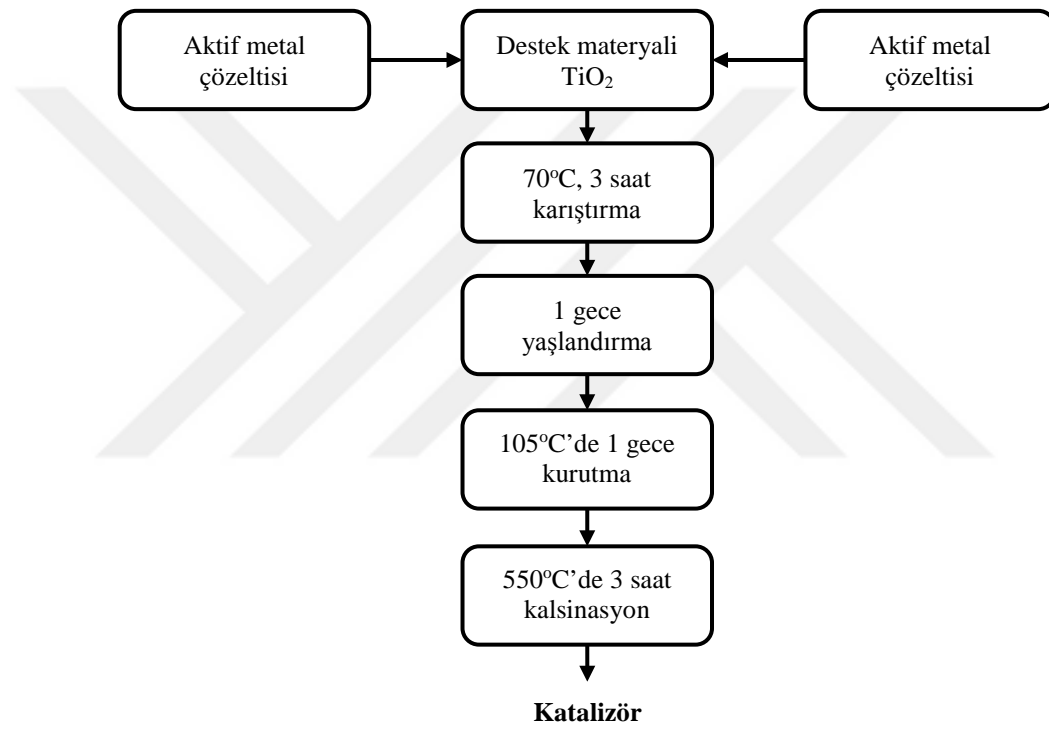 Aktif metal
çözeltisi
Destek materyali
TiO₂
Aktif metal
çözeltisi
70ᵒC, 3 saat
karıştırma
1 gece
yaşlandırma
105ᵒC’de 1 gece
kurutma
550ᵒC’de 3 saat
kalsinasyon
Katalizör